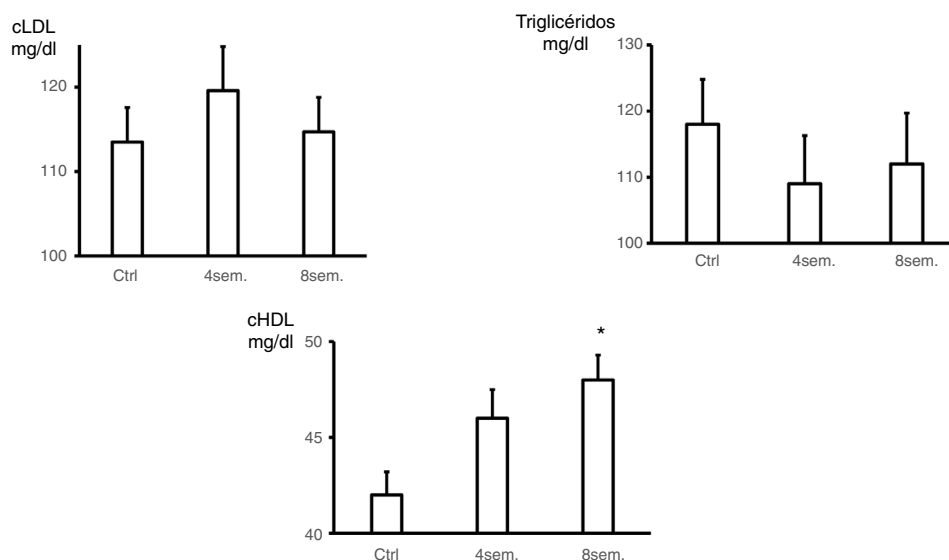 cLDL
mg/dl
120
110
100
Ctrl 4sem. 8sem.
Triglicéridos
mg/dl
130
120
110
100
Ctrl 4sem. 8sem.
cHDL
mg/dl
50
*
45
40
Ctrl 4sem. 8sem.